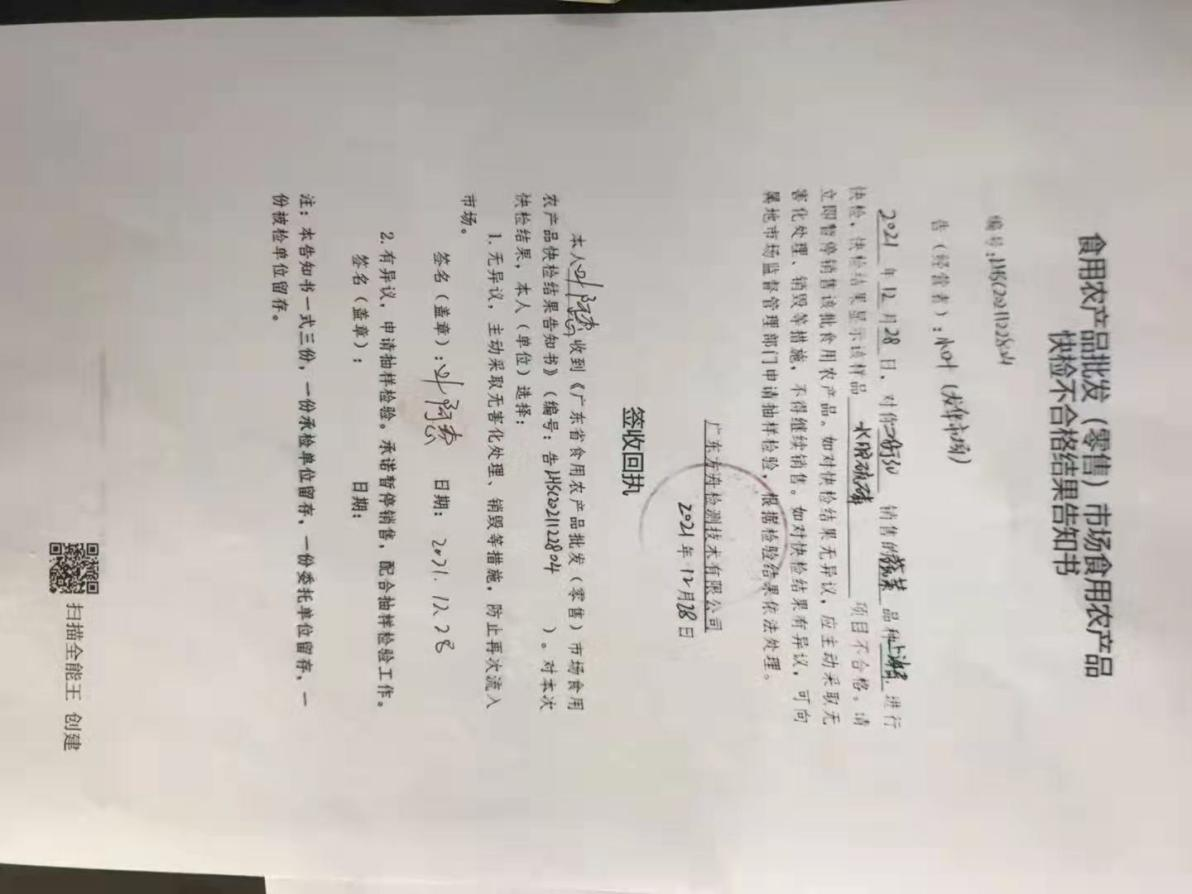 食用农产品批发（零售）市场食用农产品
快检不合格结果告知书
编号:
告（经营者）：小叶（
2021 年 12 月 28 日，对你 销售的蔬菜 品种上海青 进行
快检，快检结果显示该样品 水胺硫磷 项目不合格。请
立即暂停销售该批食用农产品。如对快检结果无异议，应主动采取无
害化处理、销毁等措施，不得继续销售。如对快检结果有异议，可向
属地市场监督管理部门申请抽样检验，根据检验结果依法处理。
广东方舟检测技术有限公司
2021 年 12 月 28 日
签收回执
本人 收到《广东省食用农产品批发（零售）市场食用
农产品快检结果告知书》（编号：告 ）。对本次
快检结果，本人（单位）选择：
1. 无异议，主动采取无害化处理、销毁等措施，防止再次流入
市场。
签名（盖章）： 日期：2021.12.28
2. 有异议，申请抽样检验。承诺暂停销售，配合抽样检验工作。
签名（盖章）： 日期：
注：本告知书一式三份，一份承检单位留存，一份委托单位留存，一
份被检单位留存。
扫描全能王 创建